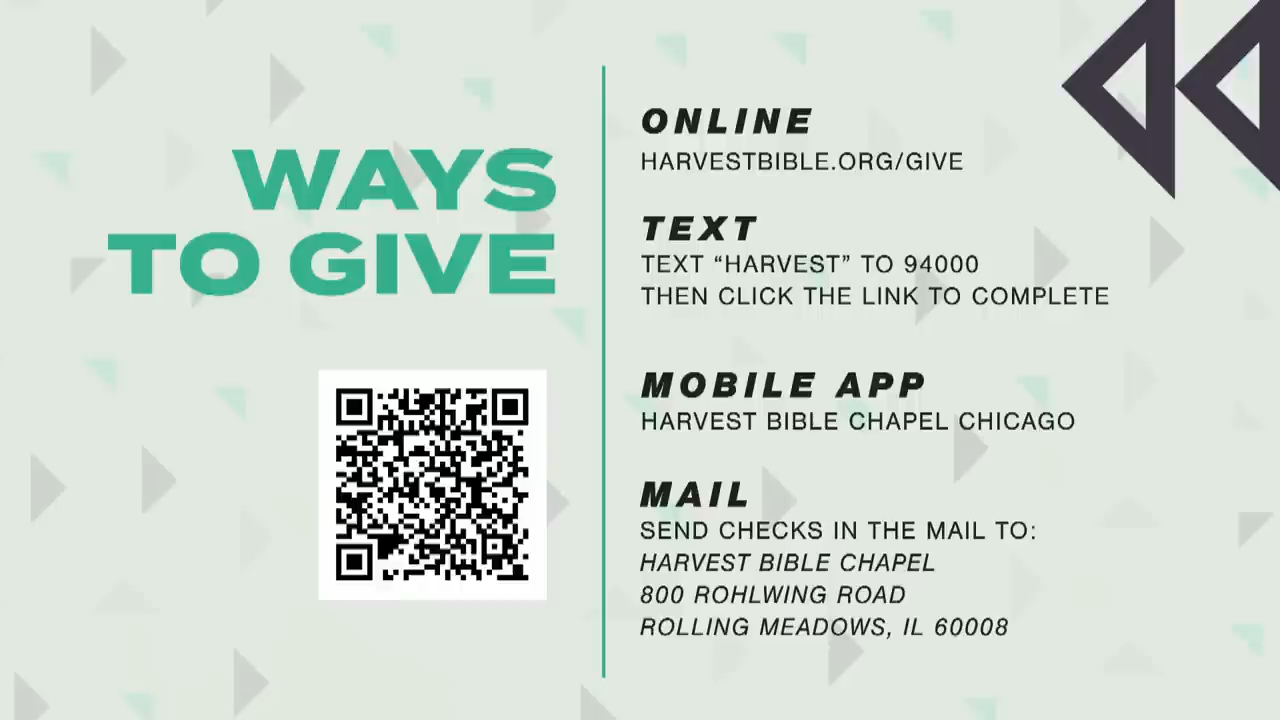 WAYS
TO GIVE
ONLINE
HARVESTBIBLE.ORG/GIVE
TEXT
TEXT “HARVEST” TO 94000
THEN CLICK THE LINK TO COMPLETE
MOBILE APP
HARVEST BIBLE CHAPEL CHICAGO
MAIL
SEND CHECKS IN THE MAIL TO:
HARVEST BIBLE CHAPEL
800 ROHLWING ROAD
ROLLING MEADOWS, IL 60008